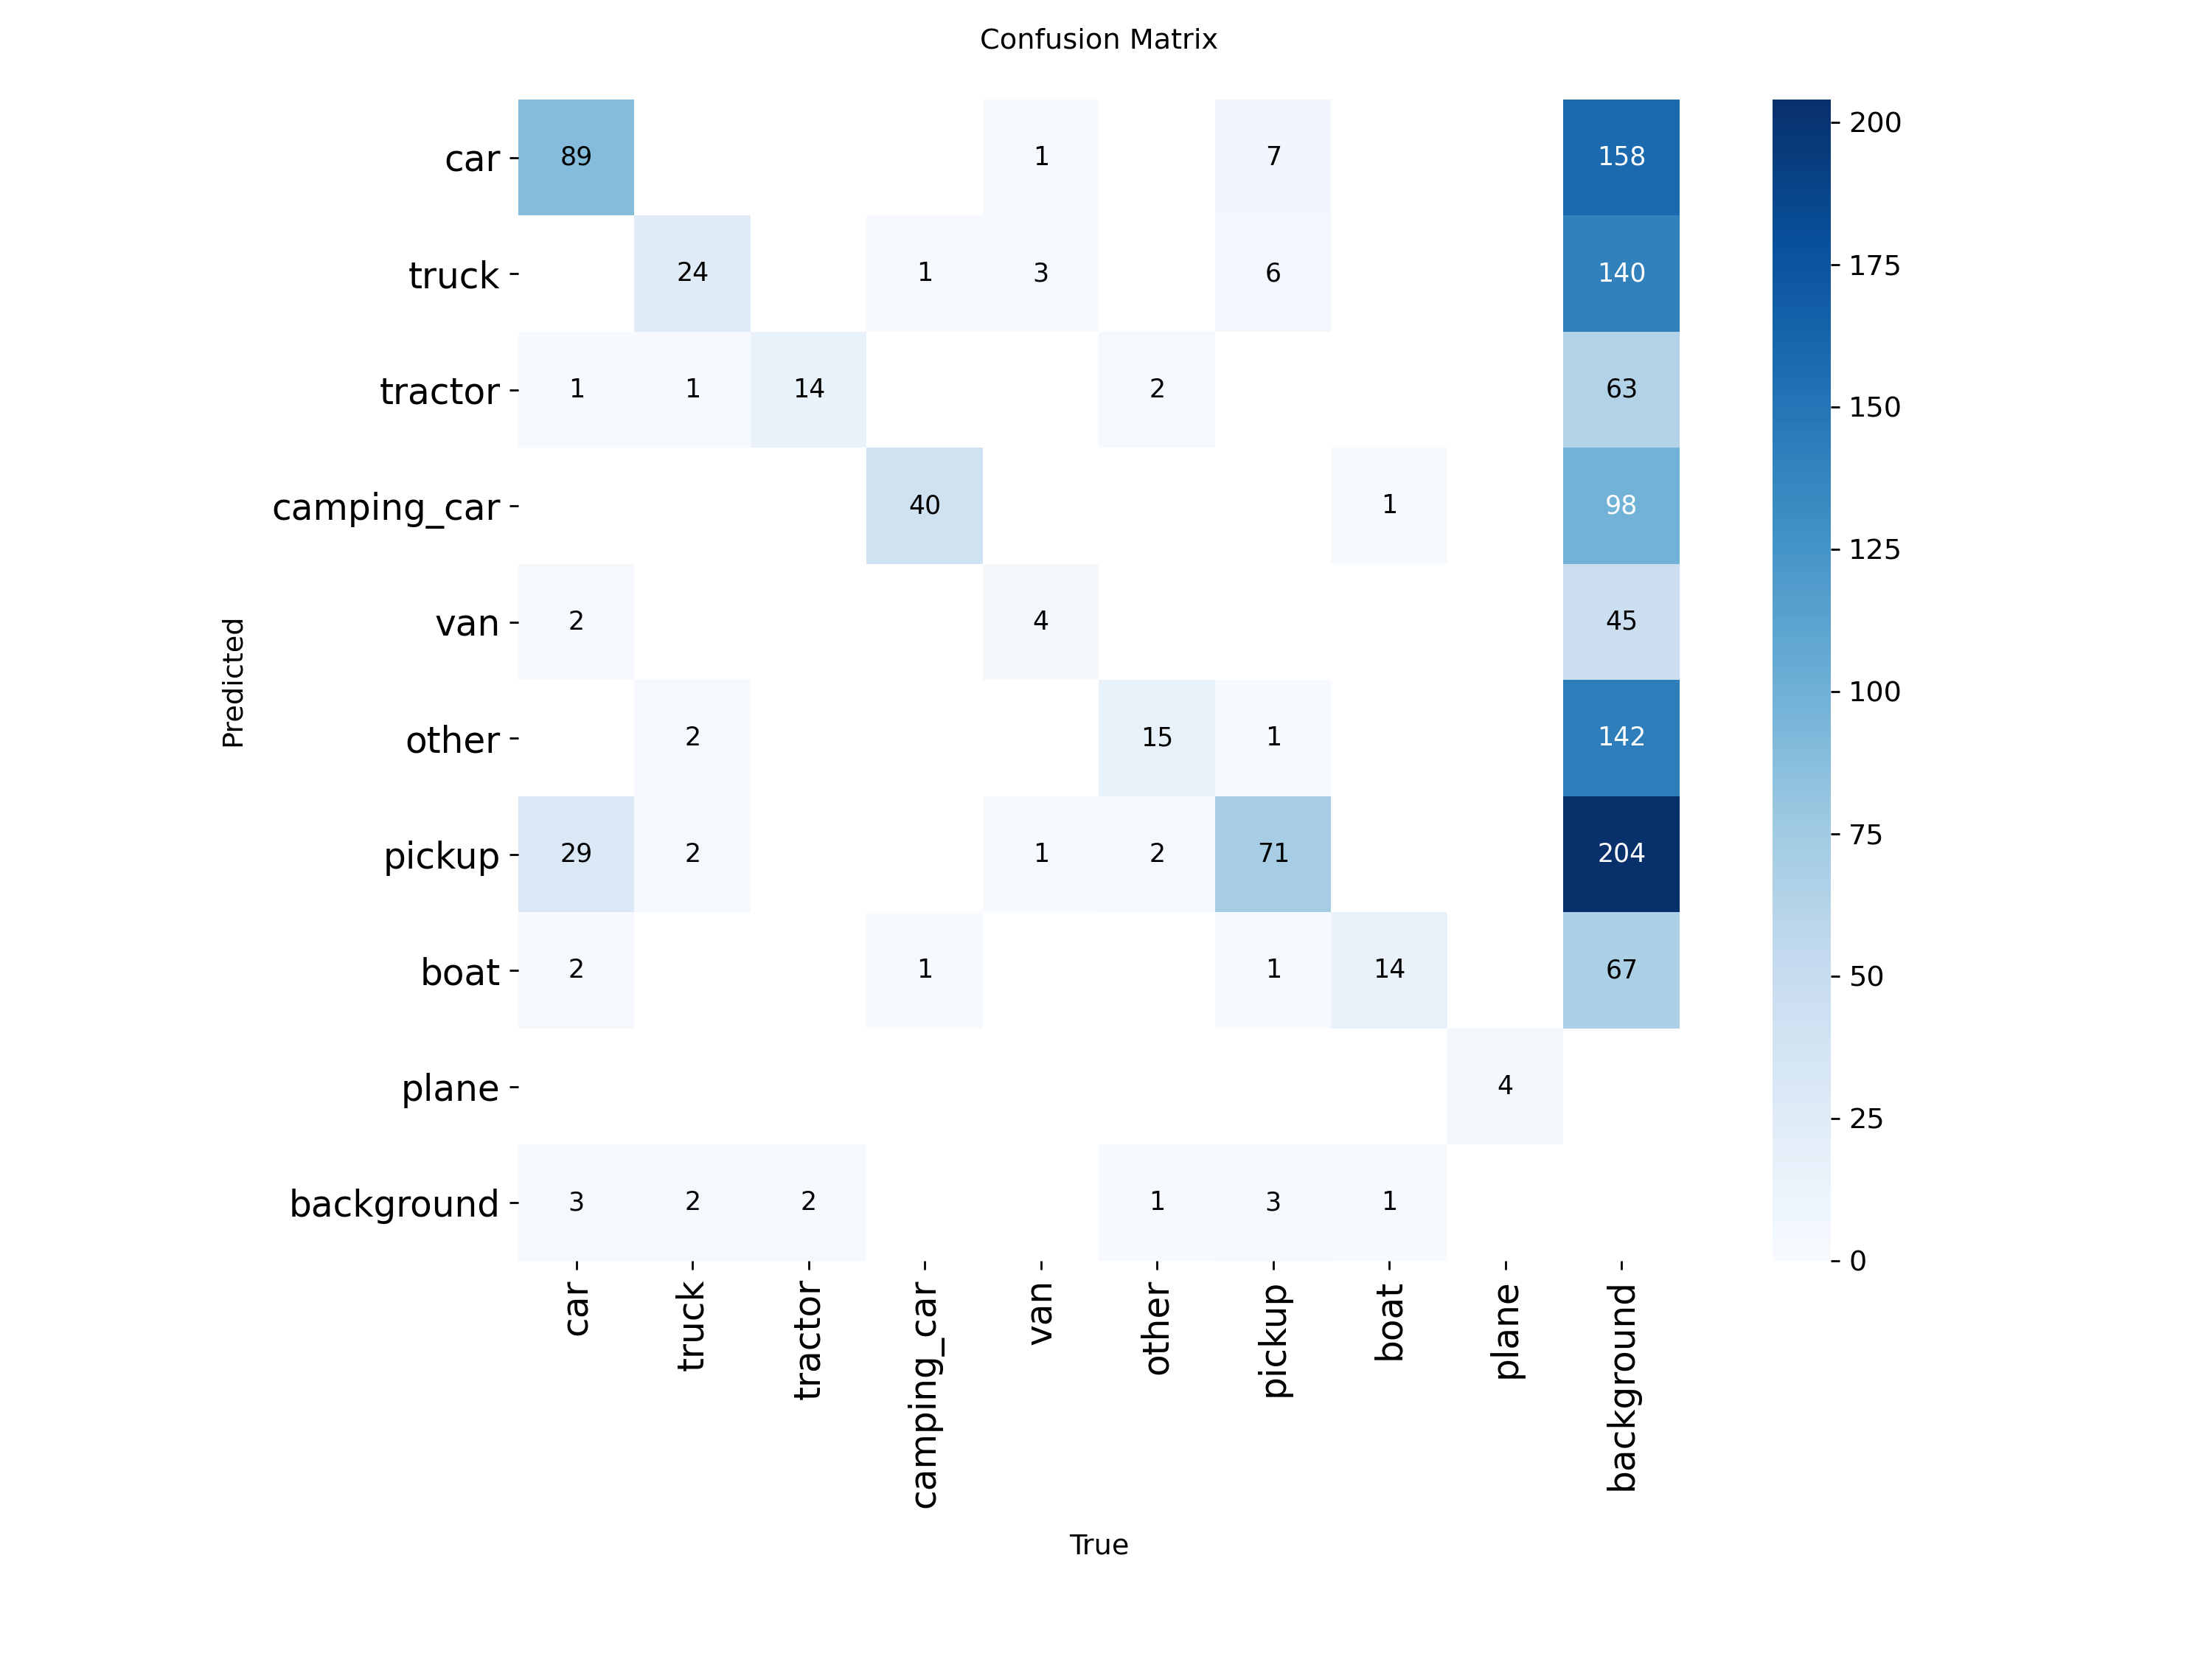 Confusion Matrix
car 89 1 7 158
truck 24 1 3 6 140
tractor 1 1 14 2 63
camping_car 40 1 98
van 2 4 45
other 2 15 1 142
pickup 29 2 1 2 71 204
boat 2 1 1 14 67
plane 4
background 3 2 2 1 3 1
car truck tractor camping_car van other pickup boat plane background
Predicted
True
200
175
150
125
100
75
50
25
0